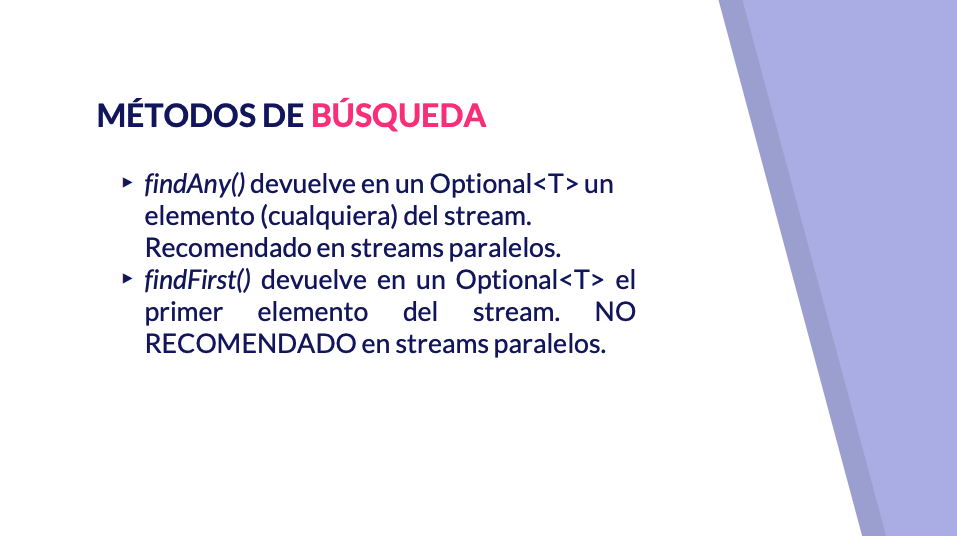 MÉTODOS DE BÚSQUEDA
▸ findAny() devuelve en un Optional<T> un
elemento (cualquiera) del stream.
Recomendado en streams paralelos.
▸ findFirst() devuelve en un Optional<T> el
primer elemento del stream. NO
RECOMENDADO en streams paralelos.